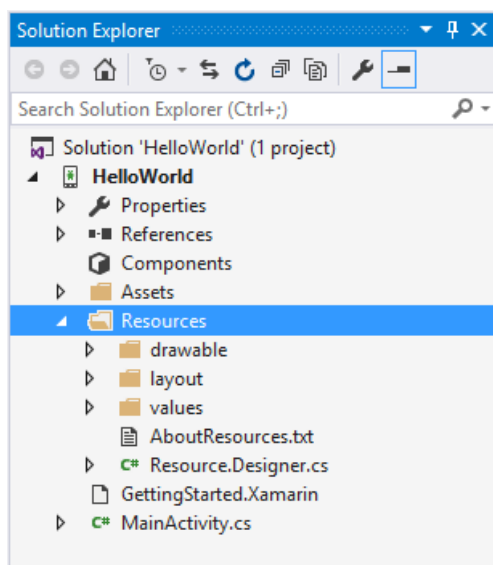 Solution Explorer
Search Solution Explorer (Ctrl+;)
Solution 'HelloWorld' (1 project)
HelloWorld
Properties
References
Components
Assets
Resources
drawable
layout
values
AboutResources.txt
C# Resource.Designer.cs
GettingStarted.Xamarin
C# MainActivity.cs